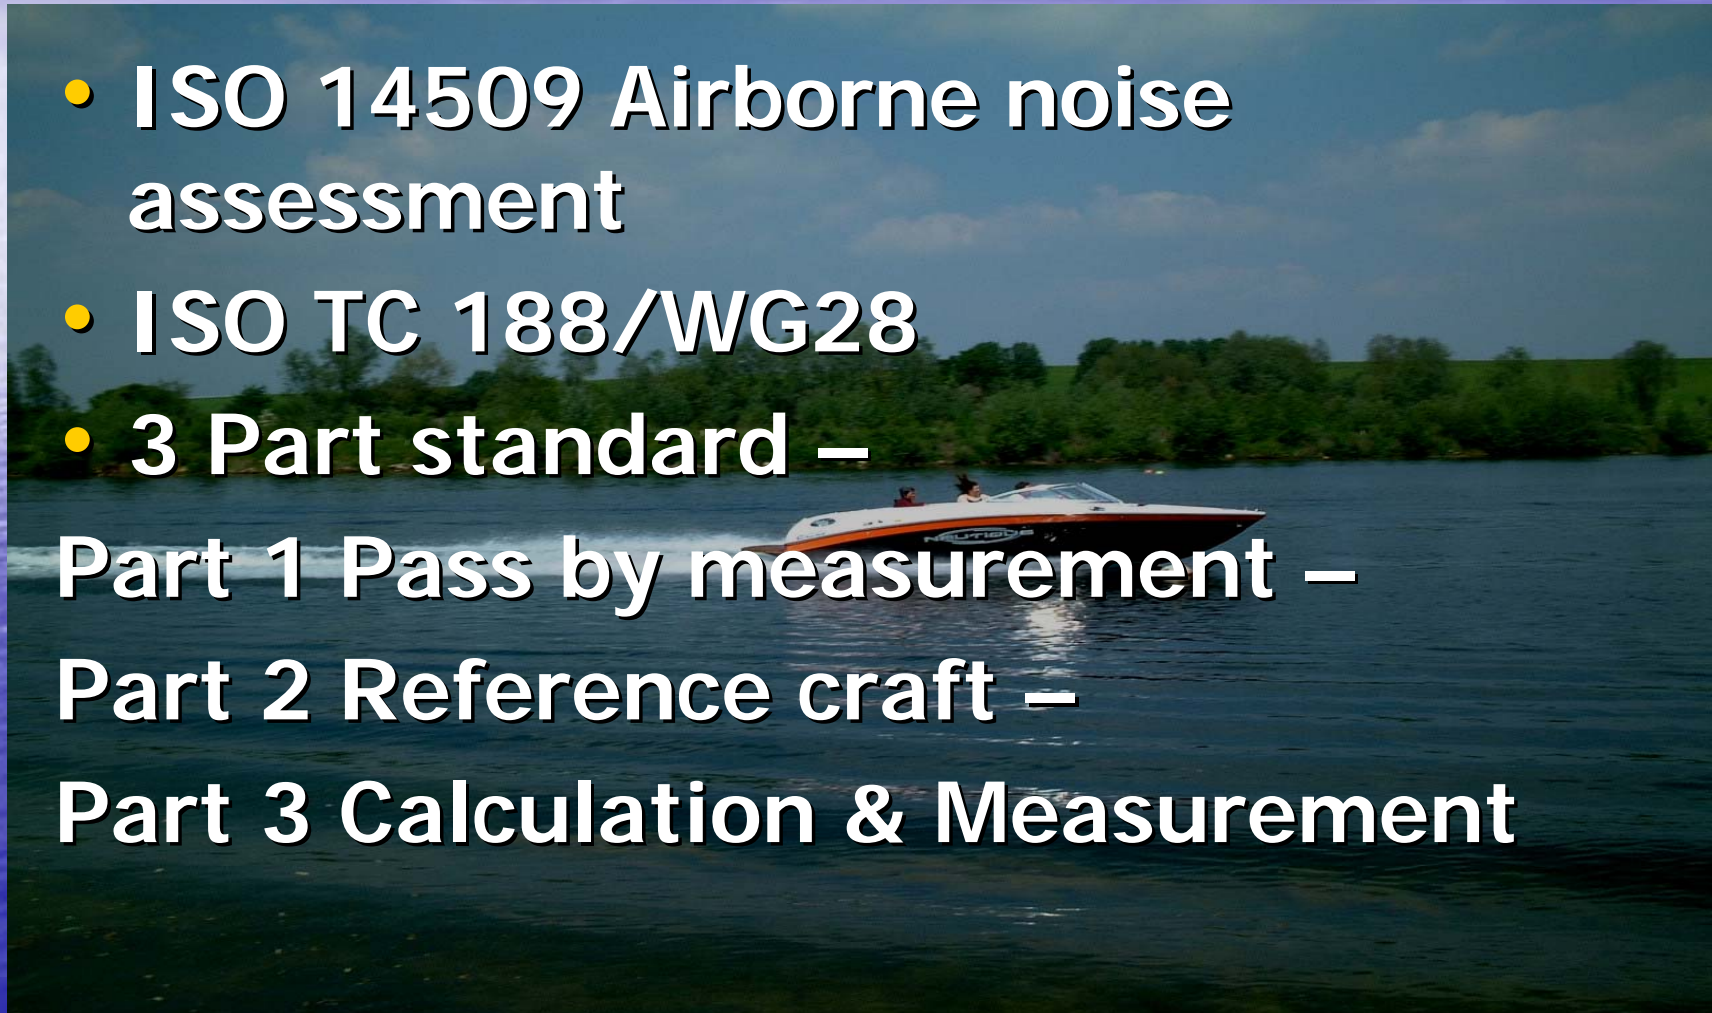 • ISO 14509 Airborne noise
assessment
• ISO TC 188/WG28
• 3 Part standard –
NAUTIQUE
Part 1 Pass by measurement –
Part 2 Reference craft –
Part 3 Calculation & Measurement